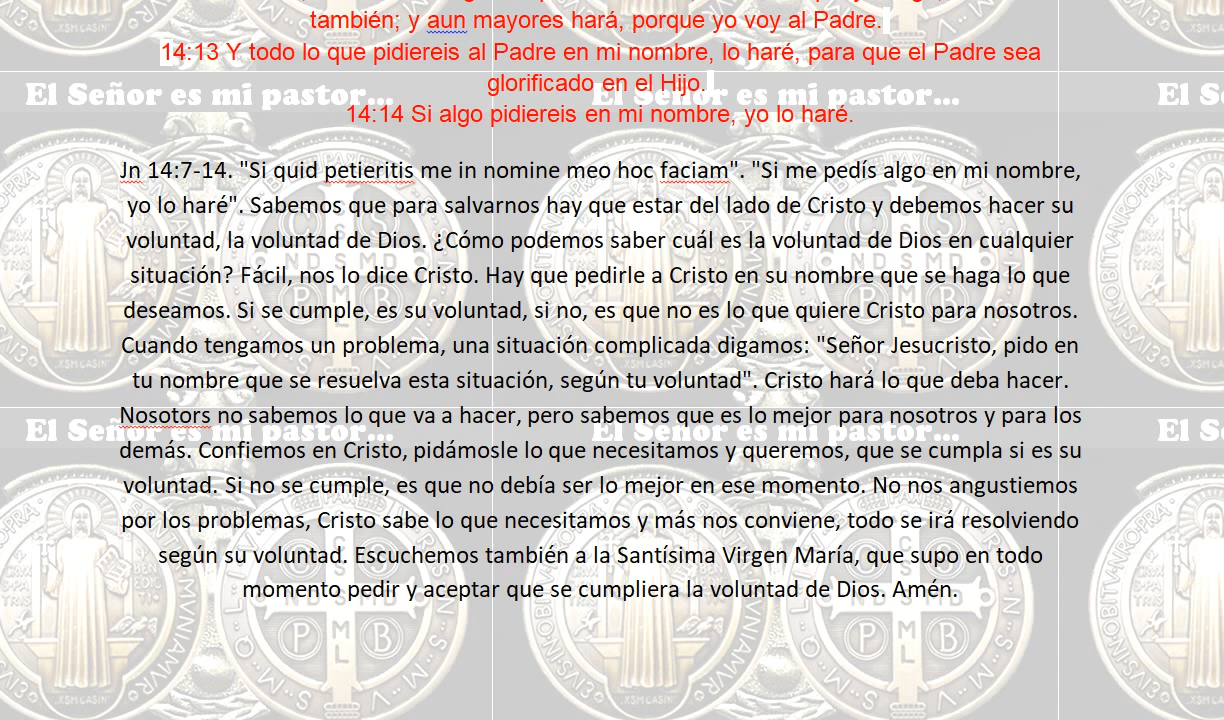 también; y aun mayores hará, porque yo voy al Padre.
14:13 Y todo lo que pidiereis al Padre en mi nombre, lo haré, para que el Padre sea
glorificado en el Hijo.
El Señor es mi pastor... El Señor es mi pastor... El Se
14:14 Si algo pidiereis en mi nombre, yo lo haré.
Jn 14:7-14. "Si quid petieritis me in nomine meo hoc faciam". "Si me pedís algo en mi nombre,
yo lo haré". Sabemos que para salvarnos hay que estar del lado de Cristo y debemos hacer su
voluntad, la voluntad de Dios. ¿Cómo podemos saber cuál es la voluntad de Dios en cualquier
situación? Fácil, nos lo dice Cristo. Hay que pedirle a Cristo en su nombre que se haga lo que
deseamos. Si se cumple, es su voluntad, si no, es que no es lo que quiere Cristo para nosotros.
Cuando tengamos un problema, una situación complicada digamos: "Señor Jesucristo, pido en
tu nombre que se resuelva esta situación, según tu voluntad". Cristo hará lo que deba hacer.
Nosotors no sabemos lo que va a hacer, pero sabemos que es lo mejor para nosotros y para los
El Señor es mi pastor... El Señor es mi pastor... El Se
demás. Confiemos en Cristo, pidámosle lo que necesitamos y queremos, que se cumpla si es su
voluntad. Si no se cumple, es que no debía ser lo mejor en ese momento. No nos angustiemos
por los problemas, Cristo sabe lo que necesitamos y más nos conviene, todo se irá resolviendo
según su voluntad. Escuchemos también a la Santísima Virgen María, que supo en todo
momento pedir y aceptar que se cumpliera la voluntad de Dios. Amén.